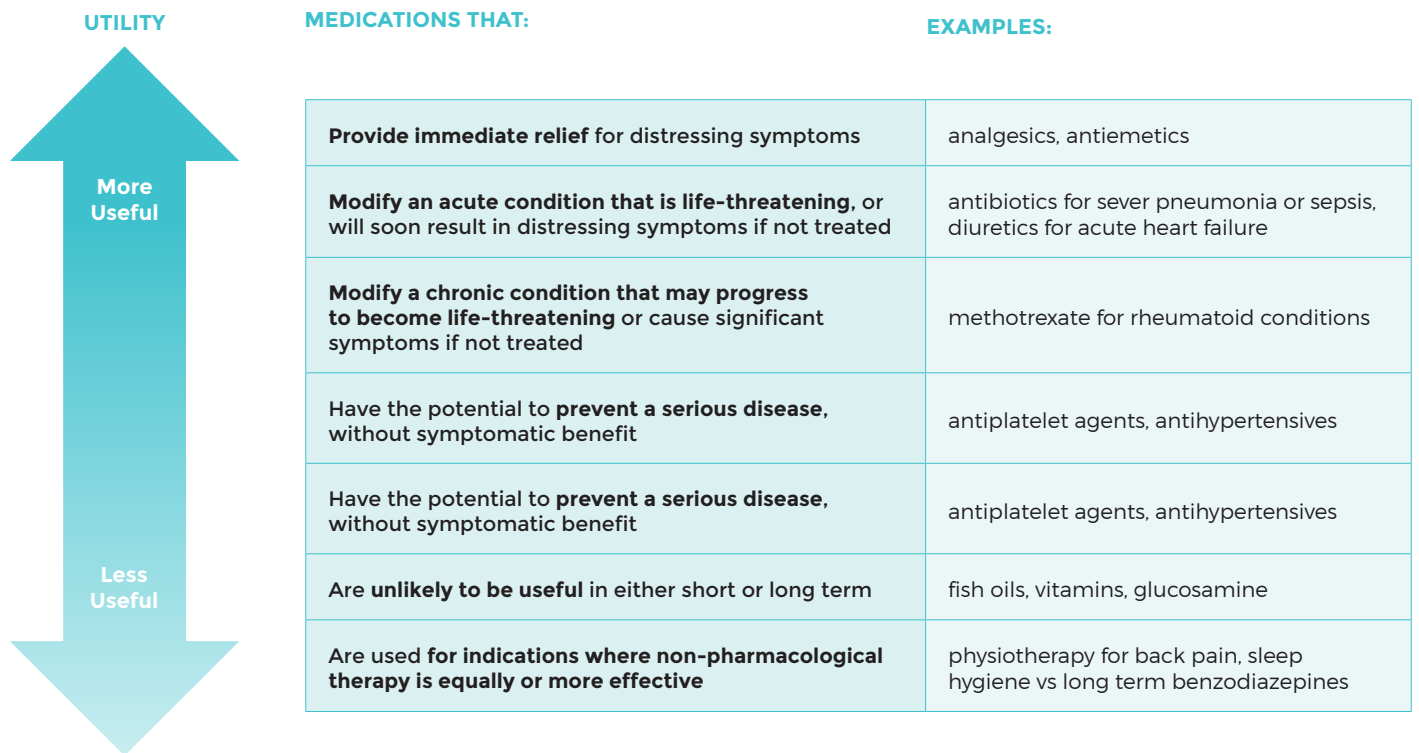 UTILITY
MEDICATIONS THAT:
EXAMPLES:
More
Useful
Less
Useful
Provide immediate relief for distressing symptoms
analgesics, antiemetics
Modify an acute condition that is life-threatening, or
will soon result in distressing symptoms if not treated
antibiotics for sever pneumonia or sepsis,
diuretics for acute heart failure
Modify a chronic condition that may progress
to become life-threatening or cause significant
symptoms if not treated
methotrexate for rheumatoid conditions
Have the potential to prevent a serious disease,
without symptomatic benefit
antiplatelet agents, antihypertensives
Have the potential to prevent a serious disease,
without symptomatic benefit
antiplatelet agents, antihypertensives
Are unlikely to be useful in either short or long term
fish oils, vitamins, glucosamine
Are used for indications where non-pharmacological
therapy is equally or more effective
physiotherapy for back pain, sleep
hygiene vs long term benzodiazepines